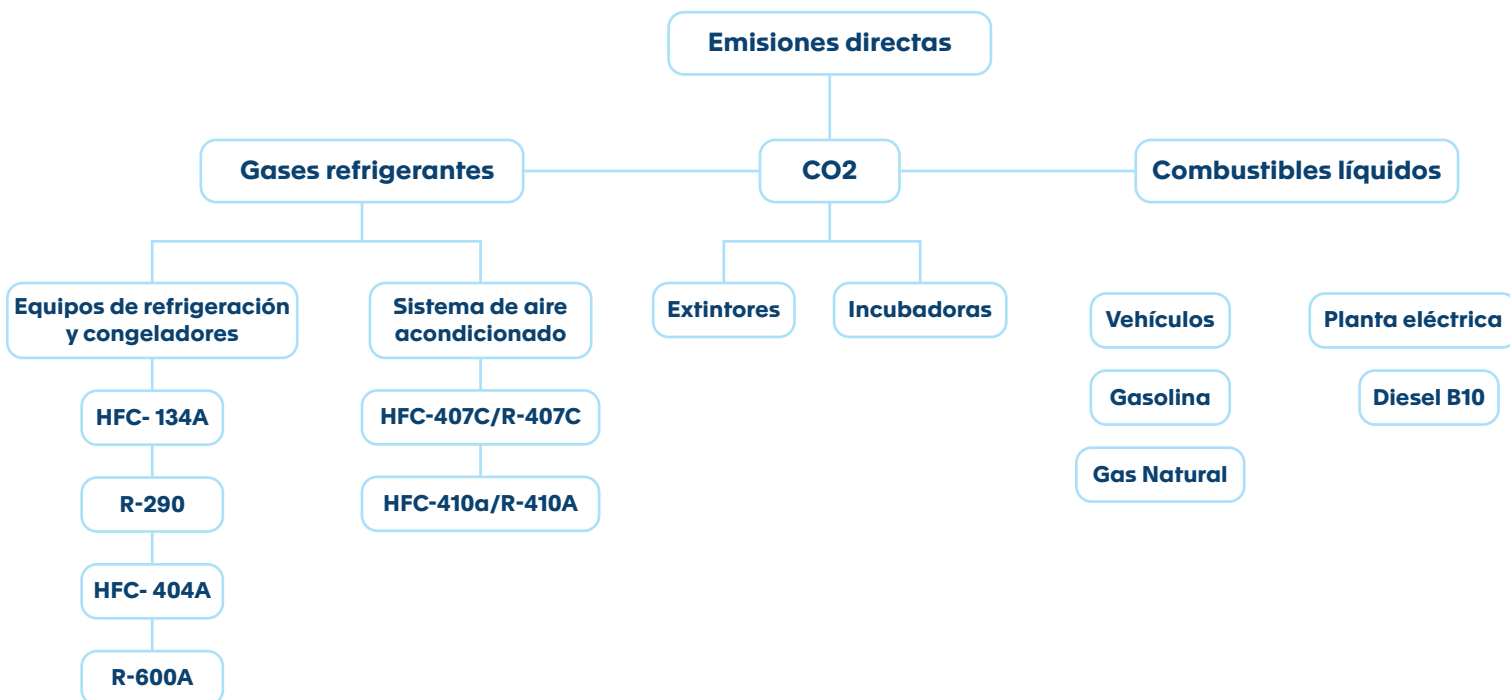 Emisiones directas
Gases refrigerantes
CO2
Combustibles líquidos
Equipos de refrigeración
y congeladores
Sistema de aire
acondicionado
Extintores
Incubadoras
Vehículos
Planta eléctrica
HFC- 134A
HFC-407C/R-407C
Gasolina
Diesel B10
R-290
HFC-410a/R-410A
Gas Natural
HFC- 404A
R-600A